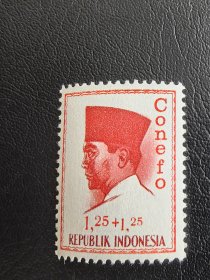 Conefo
1,25+1,25
REPUBLIK INDONESIA